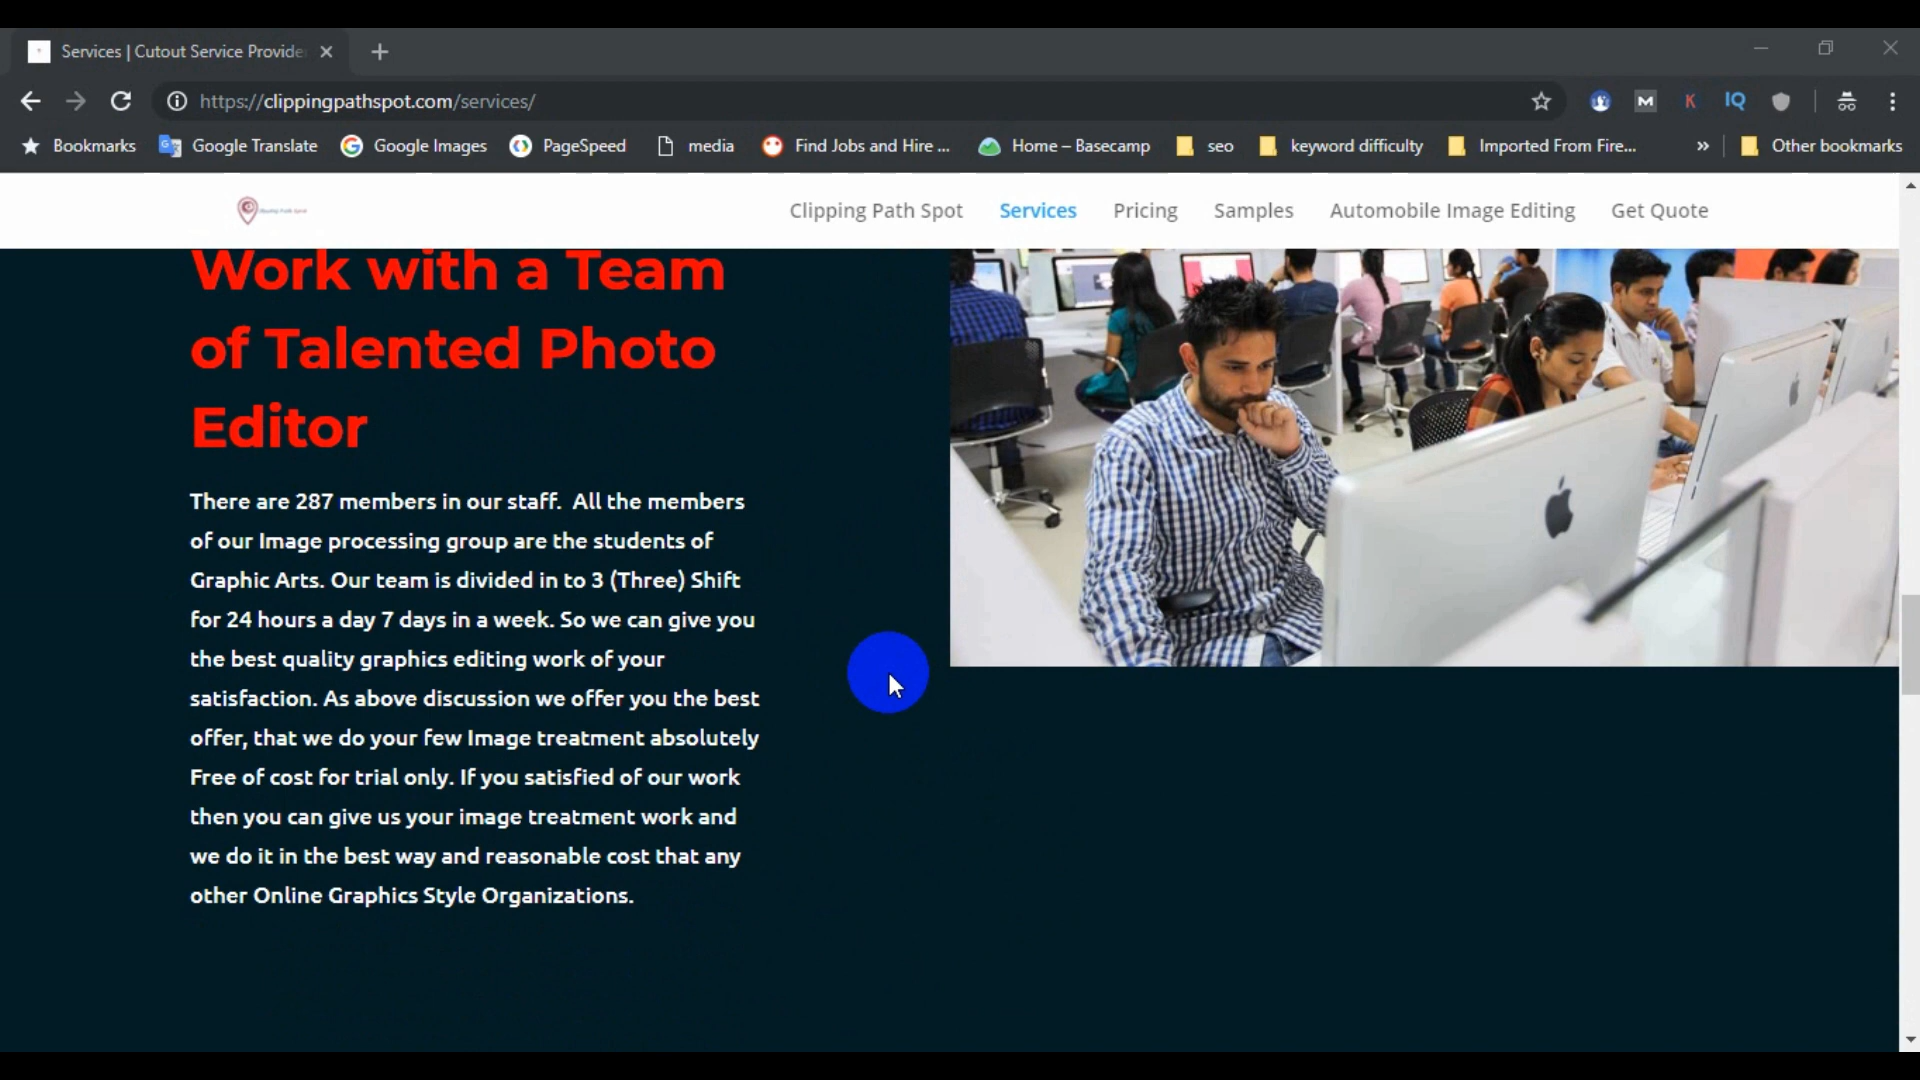 Services | Cutout Service Provide
https://clippingpathspot.com/services/
M K IQ
Bookmarks Google Translate Google Images PageSpeed media Find Jobs and Hire ... Home – Basecamp seo keyword difficulty Imported From Fire... » Other bookmarks
Clipping Path Spot Services Pricing Samples Automobile Image Editing Get Quote
Work with a Team
of Talented Photo
Editor
There are 287 members in our staff.  All the members
of our Image processing group are the students of
Graphic Arts. Our team is divided in to 3 (Three) Shift
for 24 hours a day 7 days in a week. So we can give you
the best quality graphics editing work of your
satisfaction. As above discussion we offer you the best
offer, that we do your few Image treatment absolutely
Free of cost for trial only. If you satisfied of our work
then you can give us your image treatment work and
we do it in the best way and reasonable cost that any
other Online Graphics Style Organizations.